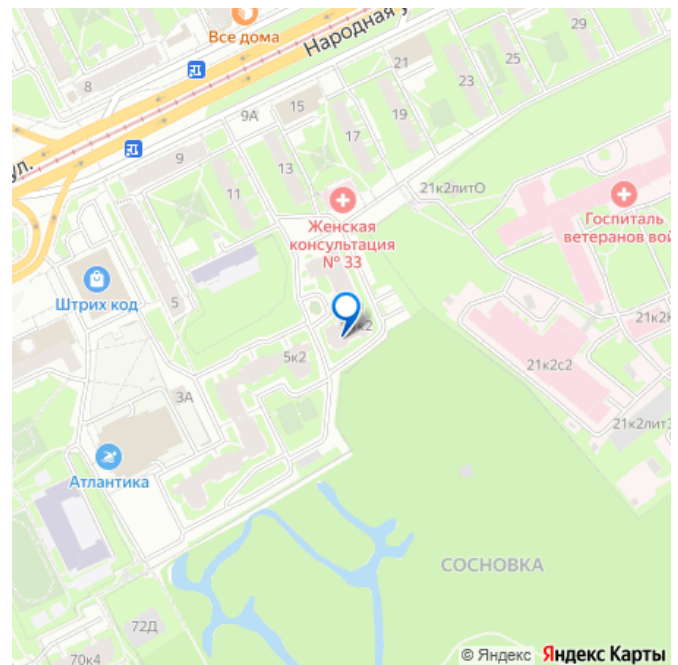 Все дома
Народная у
29
25
21
23
8
15
19
9А
17
9
ул.
13
11
21к2литО
Госпиталь
ветеранов вой
Женская
консультация
№ 33
5
Штрих код
21к2
к2
5к2
21к2с2
3А
21к2лит
Атлантика
СОСНОВКА
72Д
70к4
© Яндекс Яндекс Карты